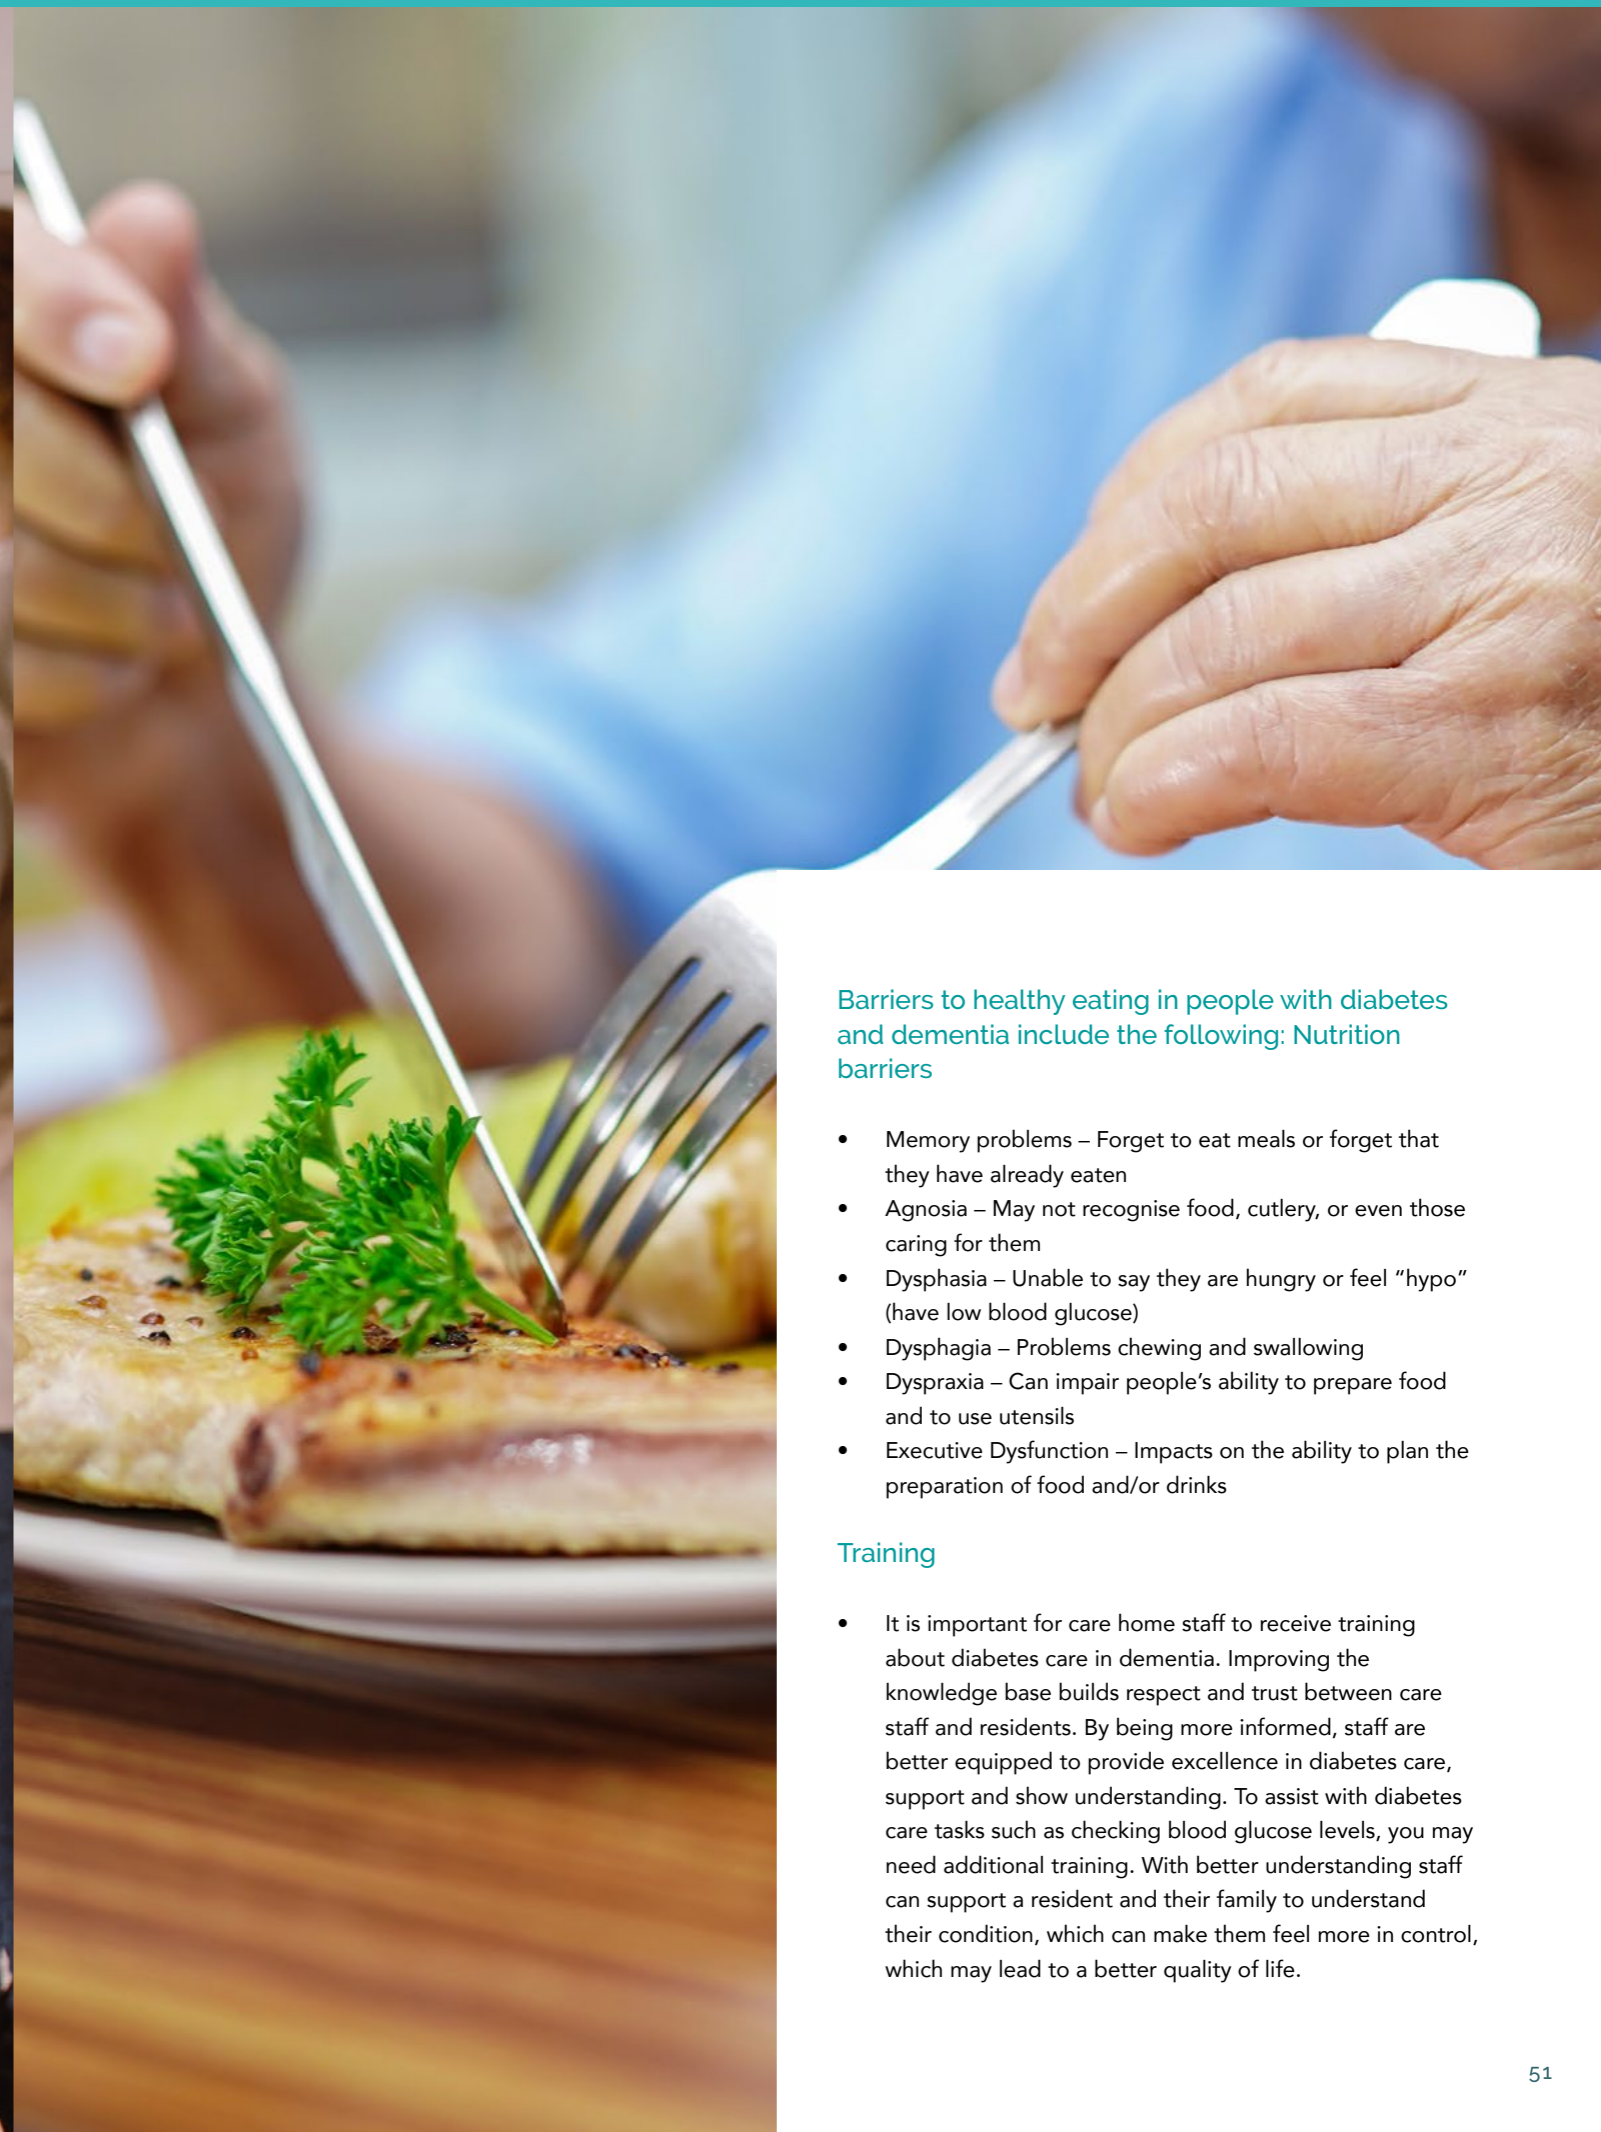 Barriers to healthy eating in people with diabetes
and dementia include the following: Nutrition
barriers
• Memory problems – Forget to eat meals or forget that
they have already eaten
• Agnosia – May not recognise food, cutlery, or even those
caring for them
• Dysphasia – Unable to say they are hungry or feel “hypo”
(have low blood glucose)
• Dysphagia – Problems chewing and swallowing
• Dyspraxia – Can impair people’s ability to prepare food
and to use utensils
• Executive Dysfunction – Impacts on the ability to plan the
preparation of food and/or drinks
Training
• It is important for care home staff to receive training
about diabetes care in dementia. Improving the
knowledge base builds respect and trust between care
staff and residents. By being more informed, staff are
better equipped to provide excellence in diabetes care,
support and show understanding. To assist with diabetes
care tasks such as checking blood glucose levels, you may
need additional training. With better understanding staff
can support a resident and their family to understand
their condition, which can make them feel more in control,
which may lead to a better quality of life.
51